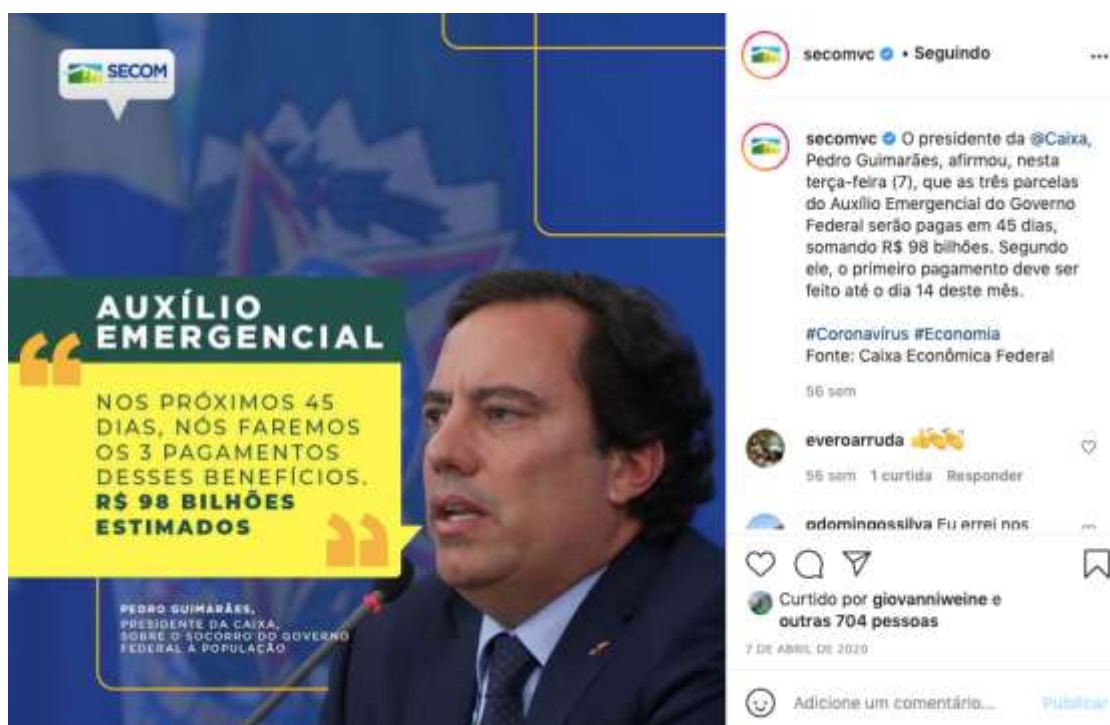 SECOM
AUXÍLIO
EMERGENCIAL
NOS PRÓXIMOS 45
DIAS, NÓS FAREMOS
OS 3 PAGAMENTOS
DESSES BENEFÍCIOS.
R$ 98 BILHÕES
ESTIMADOS
PEDRO GUIMARÃES,
PRESIDENTE DA CAIXA,
SOBRE O SOCORRO DO GOVERNO
FEDERAL À POPULAÇÃO
secomvc • Seguindo
secomvc O presidente da @Caixa,
Pedro Guimarães, afirmou, nesta
terça-feira (7), que as três parcelas
do Auxílio Emergencial do Governo
Federal serão pagas em 45 dias,
somando R$ 98 bilhões. Segundo
ele, o primeiro pagamento deve ser
feito até o dia 14 deste mês.
#Coronavírus #Economia
Fonte: Caixa Econômica Federal
56 sem
everoarruda
56 sem 1 curtida Responder
odomingossilva Eu errei nos
Curtido por giovanniweine e
outras 704 pessoas
7 DE ABRIL DE 2020
Adicione um comentário... Publicar